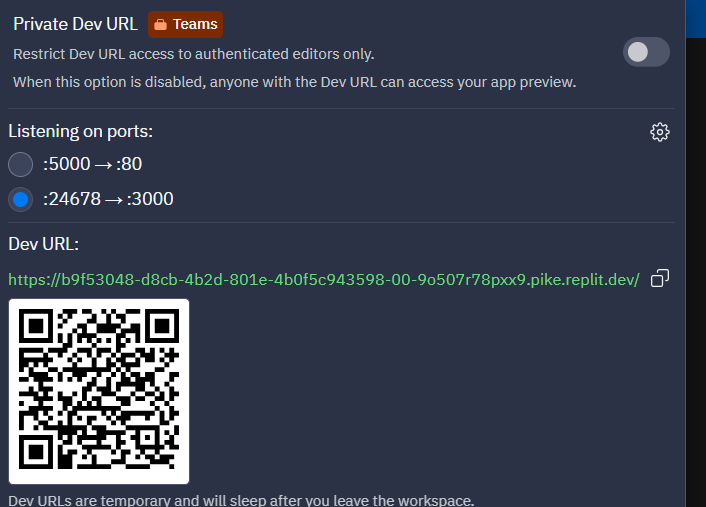 Private Dev URL Teams
Restrict Dev URL access to authenticated editors only.
When this option is disabled, anyone with the Dev URL can access your app preview.
Listening on ports:
:5000 → :80
:24678 → :3000
Dev URL:
https://b9f53048-d8cb-4b2d-801e-4b0f5c943598-00-9o507r78pxx9.pike.replit.dev/
Dev URLs are temporary and will sleep after you leave the workspace.